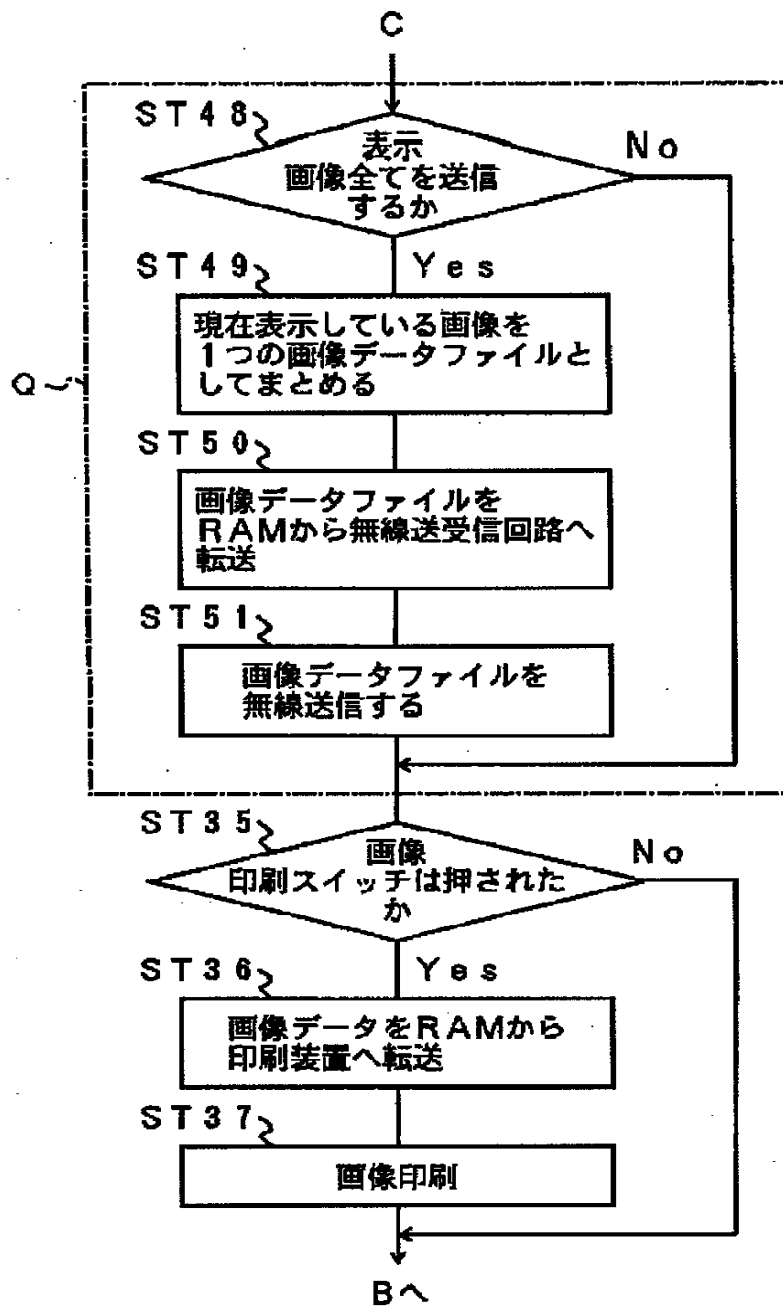 C
ST48
表示
画像全てを送信
するか
No
Yes
ST49
現在表示している画像を
１つの画像データファイルと
してまとめる
Q
ST50
画像データファイルを
RAMから無線送受信回路へ
転送
ST51
画像データファイルを
無線送信する
ST35
画像
印刷スイッチは押された
か
No
Yes
ST36
画像データをRAMから
印刷装置へ転送
ST37
画像印刷
Bへ